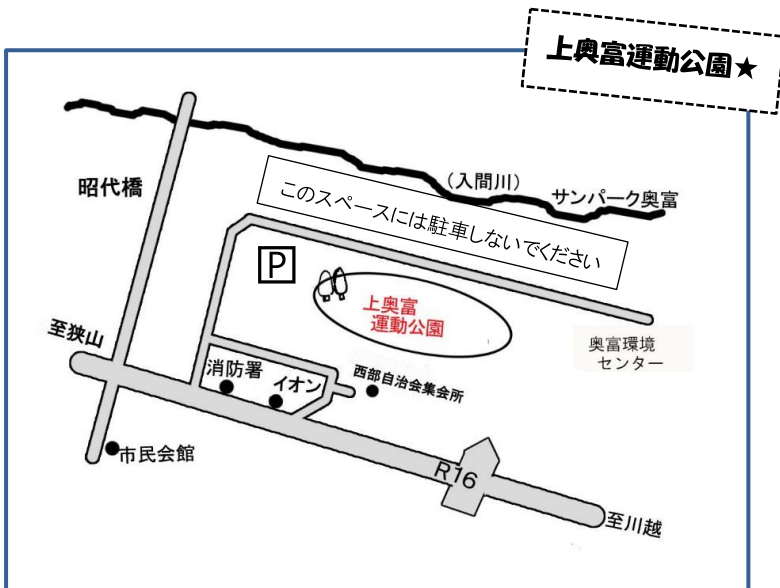 上奥富運動公園★
昭代橋
（入間川）
サンパーク奥富
このスペースには駐車しないでください
P
上奥富
運動公園
奥富環境
センター
至狭山
消防署
イオン
西部自治会集会所
市民会館
R16
至川越